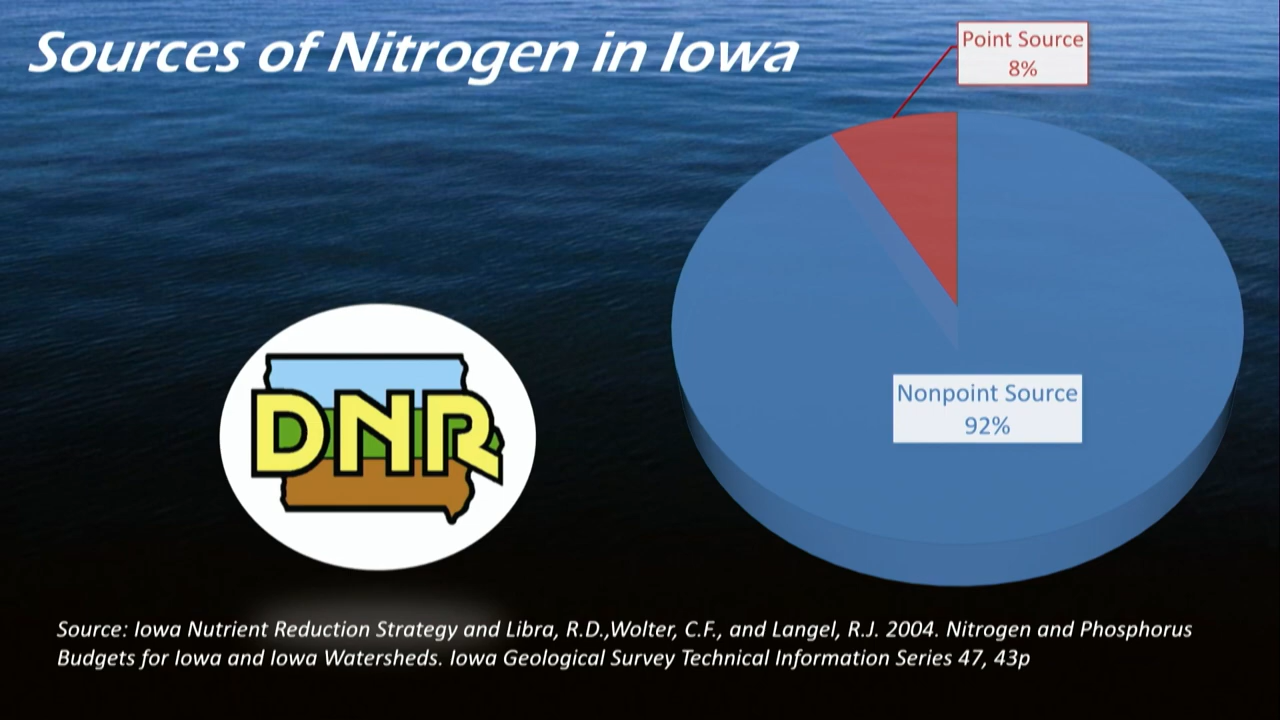 Sources of Nitrogen in Iowa
Point Source
8%
Nonpoint Source
92%
DNR
Source: Iowa Nutrient Reduction Strategy and Libra, R.D.,Wolter, C.F., and Langel, R.J. 2004. Nitrogen and Phosphorus
Budgets for Iowa and Iowa Watersheds. Iowa Geological Survey Technical Information Series 47, 43p